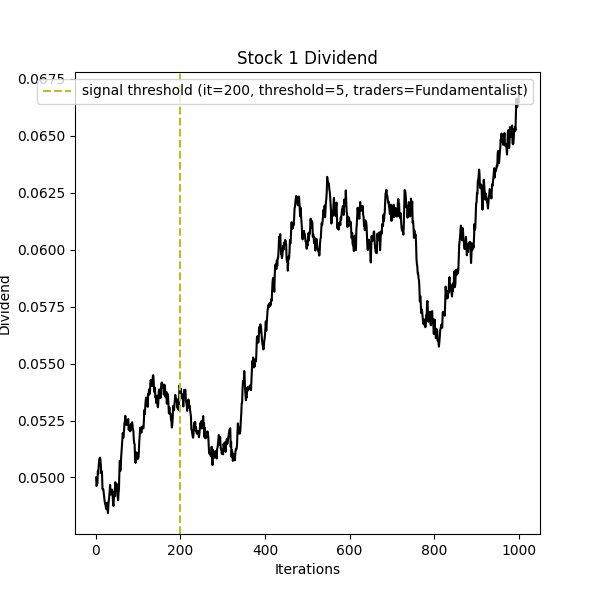 Stock 1 Dividend
signal threshold (it=200, threshold=5, traders=Fundamentalist)
0.0675
0.0650
0.0625
0.0600
0.0575
0.0550
0.0525
0.0500
Dividend
0 200 400 600 800 1000
Iterations